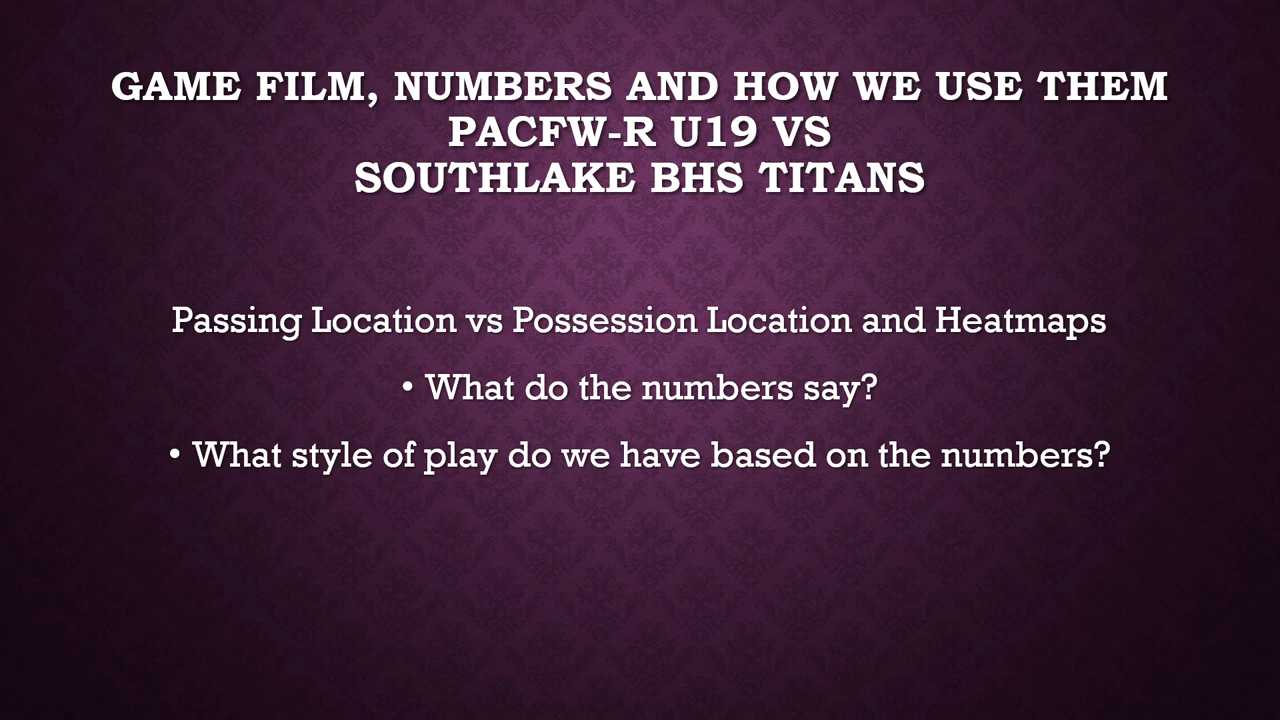 GAME FILM, NUMBERS AND HOW WE USE THEM
PACFW-R U19 VS
SOUTHLAKE BHS TITANS
Passing Location vs Possession Location and Heatmaps
• What do the numbers say?
• What style of play do we have based on the numbers?